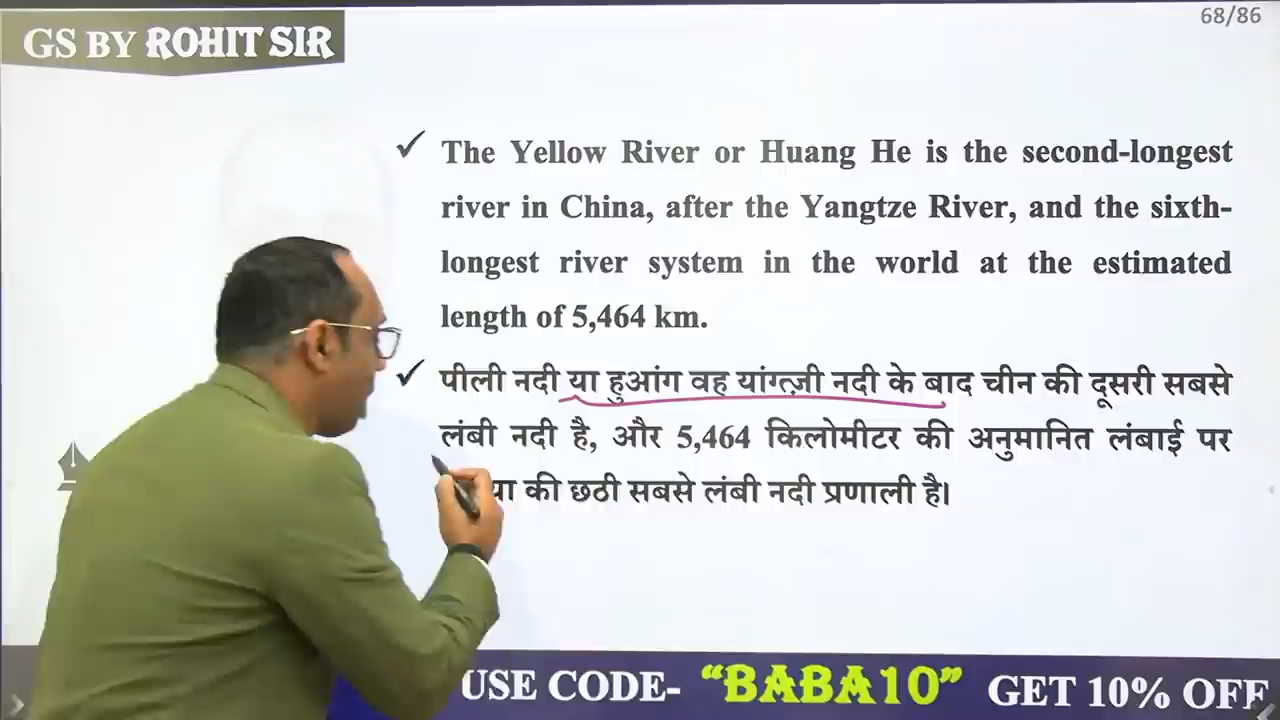 68/86
GS BY ROHIT SIR
✓ The Yellow River or Huang He is the second-longest
river in China, after the Yangtze River, and the sixth-
longest river system in the world at the estimated
length of 5,464 km.
✓ पीली नदी या हुआंग वह यांग्त्ज़ी नदी के बाद चीन की दूसरी सबसे
लंबी नदी है, और 5,464 किलोमीटर की अनुमानित लंबाई पर
की छठी सबसे लंबी नदी प्रणाली है।
USE CODE- “BABA10” GET 10% OFF